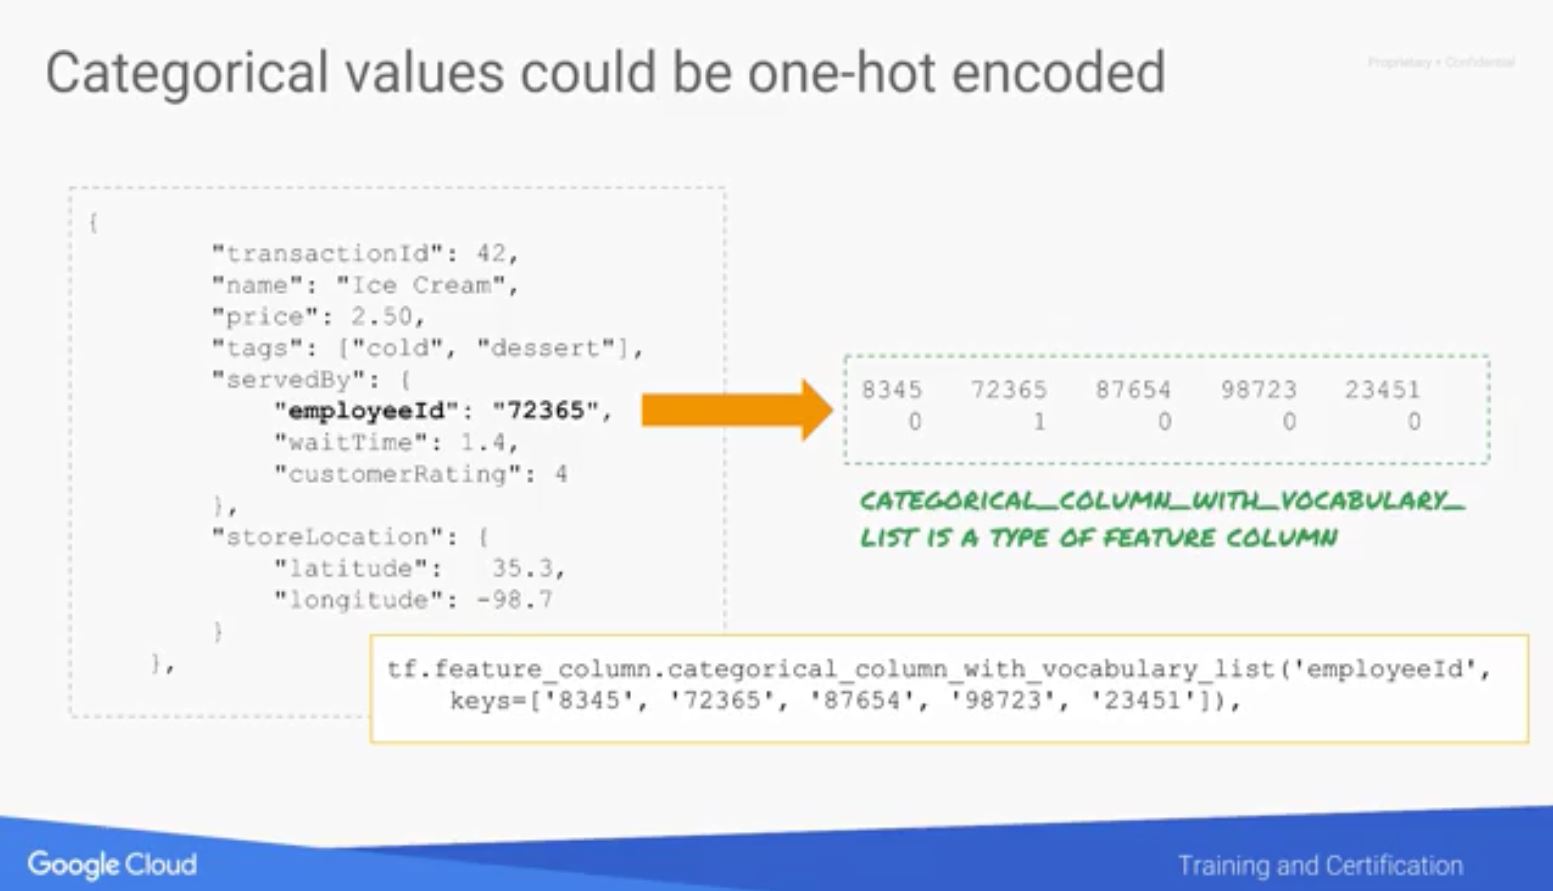 Categorical values could be one-hot encoded
Proprietary + Confidential
{
"transactionId": 42,
"name": "Ice Cream",
"price": 2.50,
"tags": ["cold", "dessert"],
"servedBy": {
"employeeId": "72365",
"waitTime": 1.4,
"customerRating": 4
},
"storeLocation": {
"latitude": 35.3,
"longitude": -98.7
}
},
8345 72365 87654 98723 23451
0 1 0 0 0
CATEGORICAL_COLUMN_WITH_VOCABULARY_
LIST IS A TYPE OF FEATURE COLUMN
tf.feature_column.categorical_column_with_vocabulary_list('employeeId',
keys=['8345', '72365', '87654', '98723', '23451']),
Google Cloud
Training and Certification